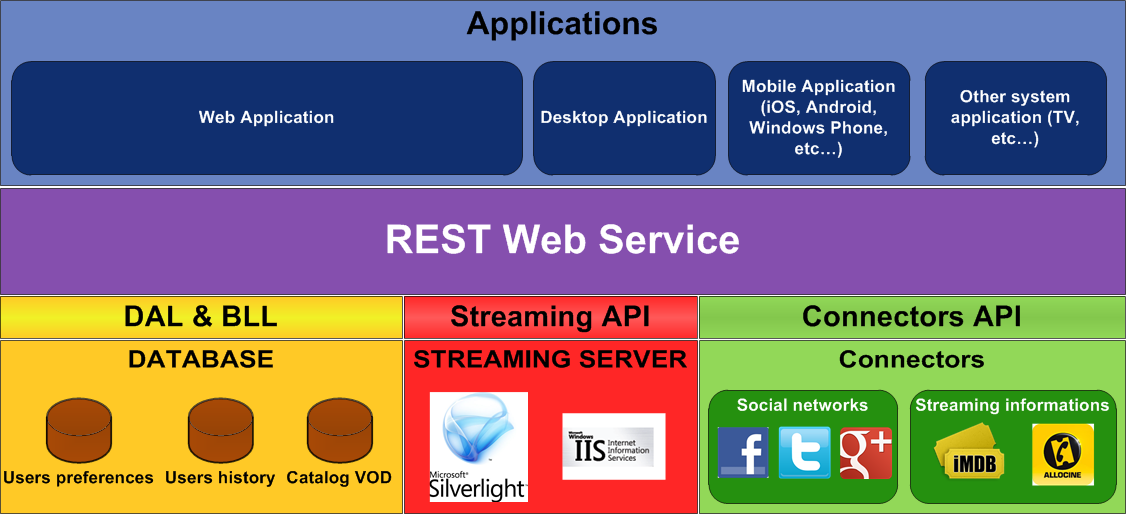 Applications
Web Application
Desktop Application
Mobile Application
(iOS, Android,
Windows Phone,
etc…)
Other system
application (TV,
etc…)
REST Web Service
DAL & BLL
Streaming API
Connectors API
DATABASE
Users preferences
Users history
Catalog VOD
STREAMING SERVER
Microsoft®
Silverlight™
Microsoft®
Windows
IIS
Internet
Information
Services
Connectors
Social networks
f
t
g+
Streaming informations
iMDB
ALLOCINE